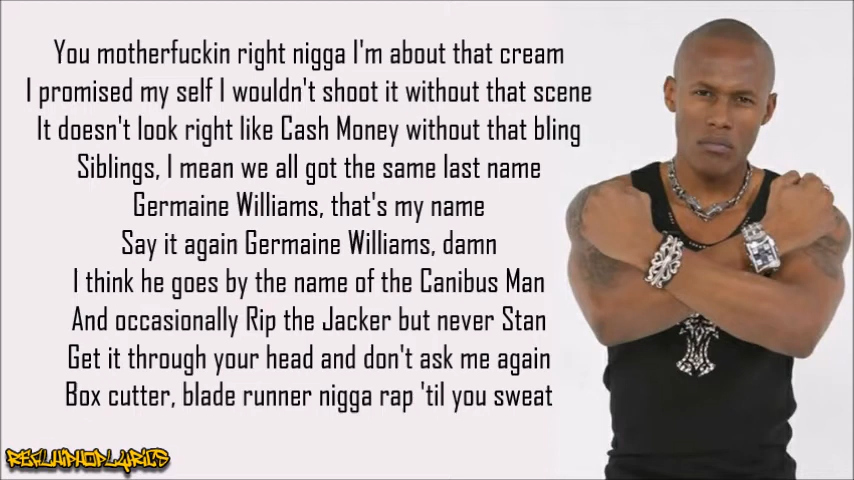 You motherfuckin right nigga I'm about that cream
I promised my self I wouldn't shoot it without that scene
It doesn't look right like Cash Money without that bling
Siblings, I mean we all got the same last name
Germaine Williams, that's my name
Say it again Germaine Williams, damn
I think he goes by the name of the Canibus Man
And occasionally Rip the Jacker but never Stan
Get it through your head and don't ask me again
Box cutter, blade runner nigga rap 'til you sweat
REFLHIPHOPLYRICS